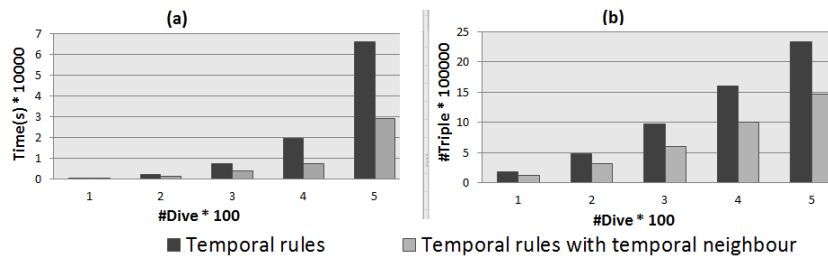 (a)
Time(s) * 10000
7
6
5
4
3
2
1
0
1 2 3 4 5
#Dive * 100
(b)
#Triple * 100000
25
20
15
10
5
0
1 2 3 4 5
#Dive * 100
Temporal rules
Temporal rules with temporal neighbour